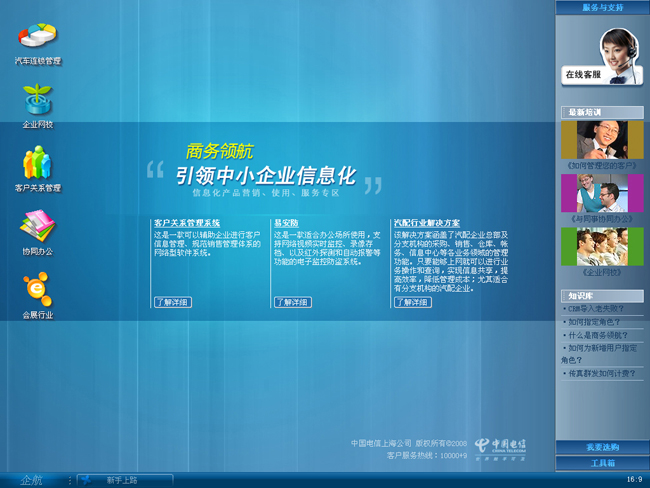 汽车连锁管理
企业网校
客户关系管理
协同办公
会展行业
商务领航
“引领中小企业信息化”
信息化产品营销、使用、服务专区
客户关系管理系统
这是一款可以辅助企业进行客户
信息管理、规范销售管理体系的
网络型软件系统。
了解详细
易安防
这是一款适合办公场所使用，支
持网络视频实时监控、录像存
档、以及红外探测和自动报警等
功能的电子监控防盗系统。
了解详细
汽配行业解决方案
该解决方案涵盖了汽配企业总部及
分支机构的采购、销售、仓库、帐
务、信息中心等各业务领域的管理
功能。只要能够上网就可以进行业
务操作和查询，实现信息共享，提
高效率，降低管理成本；尤其适合
有分支机构的汽配企业。
了解详细
中国电信上海公司 版权所有©2008
客户服务热线：10000+9
中国电信
CHINA TELECOM
服务与支持
在线客服
最新培训
《如何管理您的客户》
《与同事协同办公》
《企业网校》
知识库
·CRM导入老失败？
·如何指定角色？
·什么是商务领航？
·如何为新增用户指定
角色？
·传真群发如何计费？
我要选购
工具箱
企航
新手上路
16:9